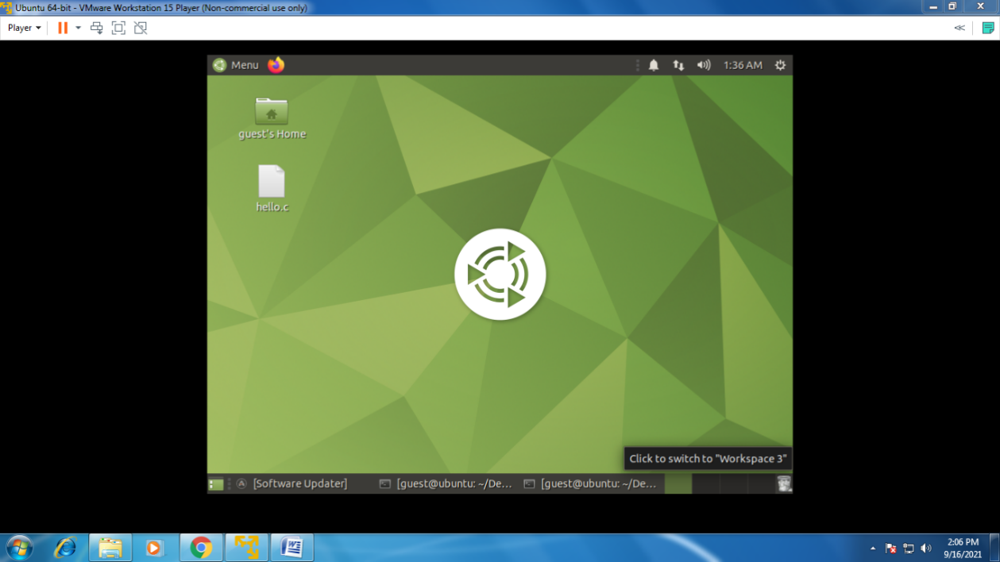 Ubuntu 64-bit - VMware Workstation 15 Player (Non-commercial use only)
Player
Menu
1:36 AM
guest's Home
hello.c
Click to switch to "Workspace 3"
[Software Updater]
[guest@ubuntu: ~/De...
[guest@ubuntu: ~/De...
2:06 PM
9/16/2021